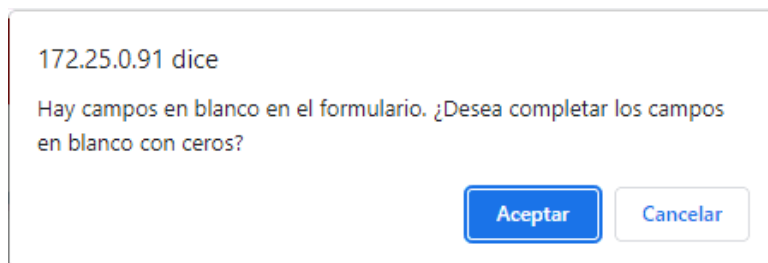 172.25.0.91 dice
Hay campos en blanco en el formulario. ¿Desea completar los campos
en blanco con ceros?
Aceptar
Cancelar